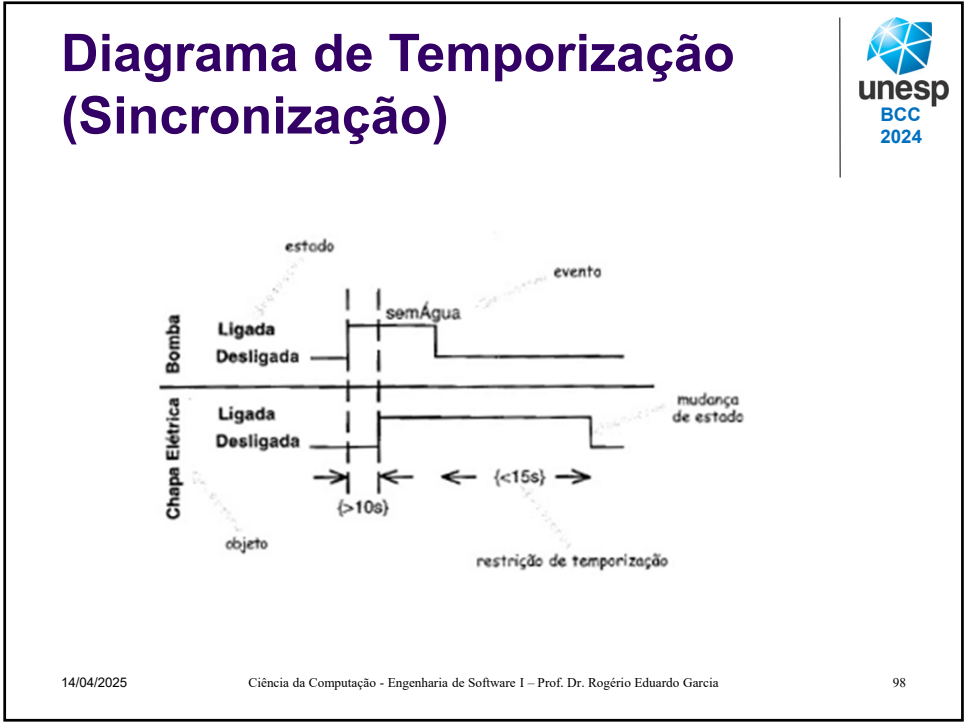 Diagrama de Temporização
(Sincronização)
unesp
BCC
2024
estado
evento
semÁgua
Bomba
Ligada
Desligada
mudança
de estado
Chapa Elétrica
Ligada
Desligada
{<15s}
{>10s}
objeto
restrição de temporização
14/04/2025
Ciência da Computação - Engenharia de Software I – Prof. Dr. Rogério Eduardo Garcia
98